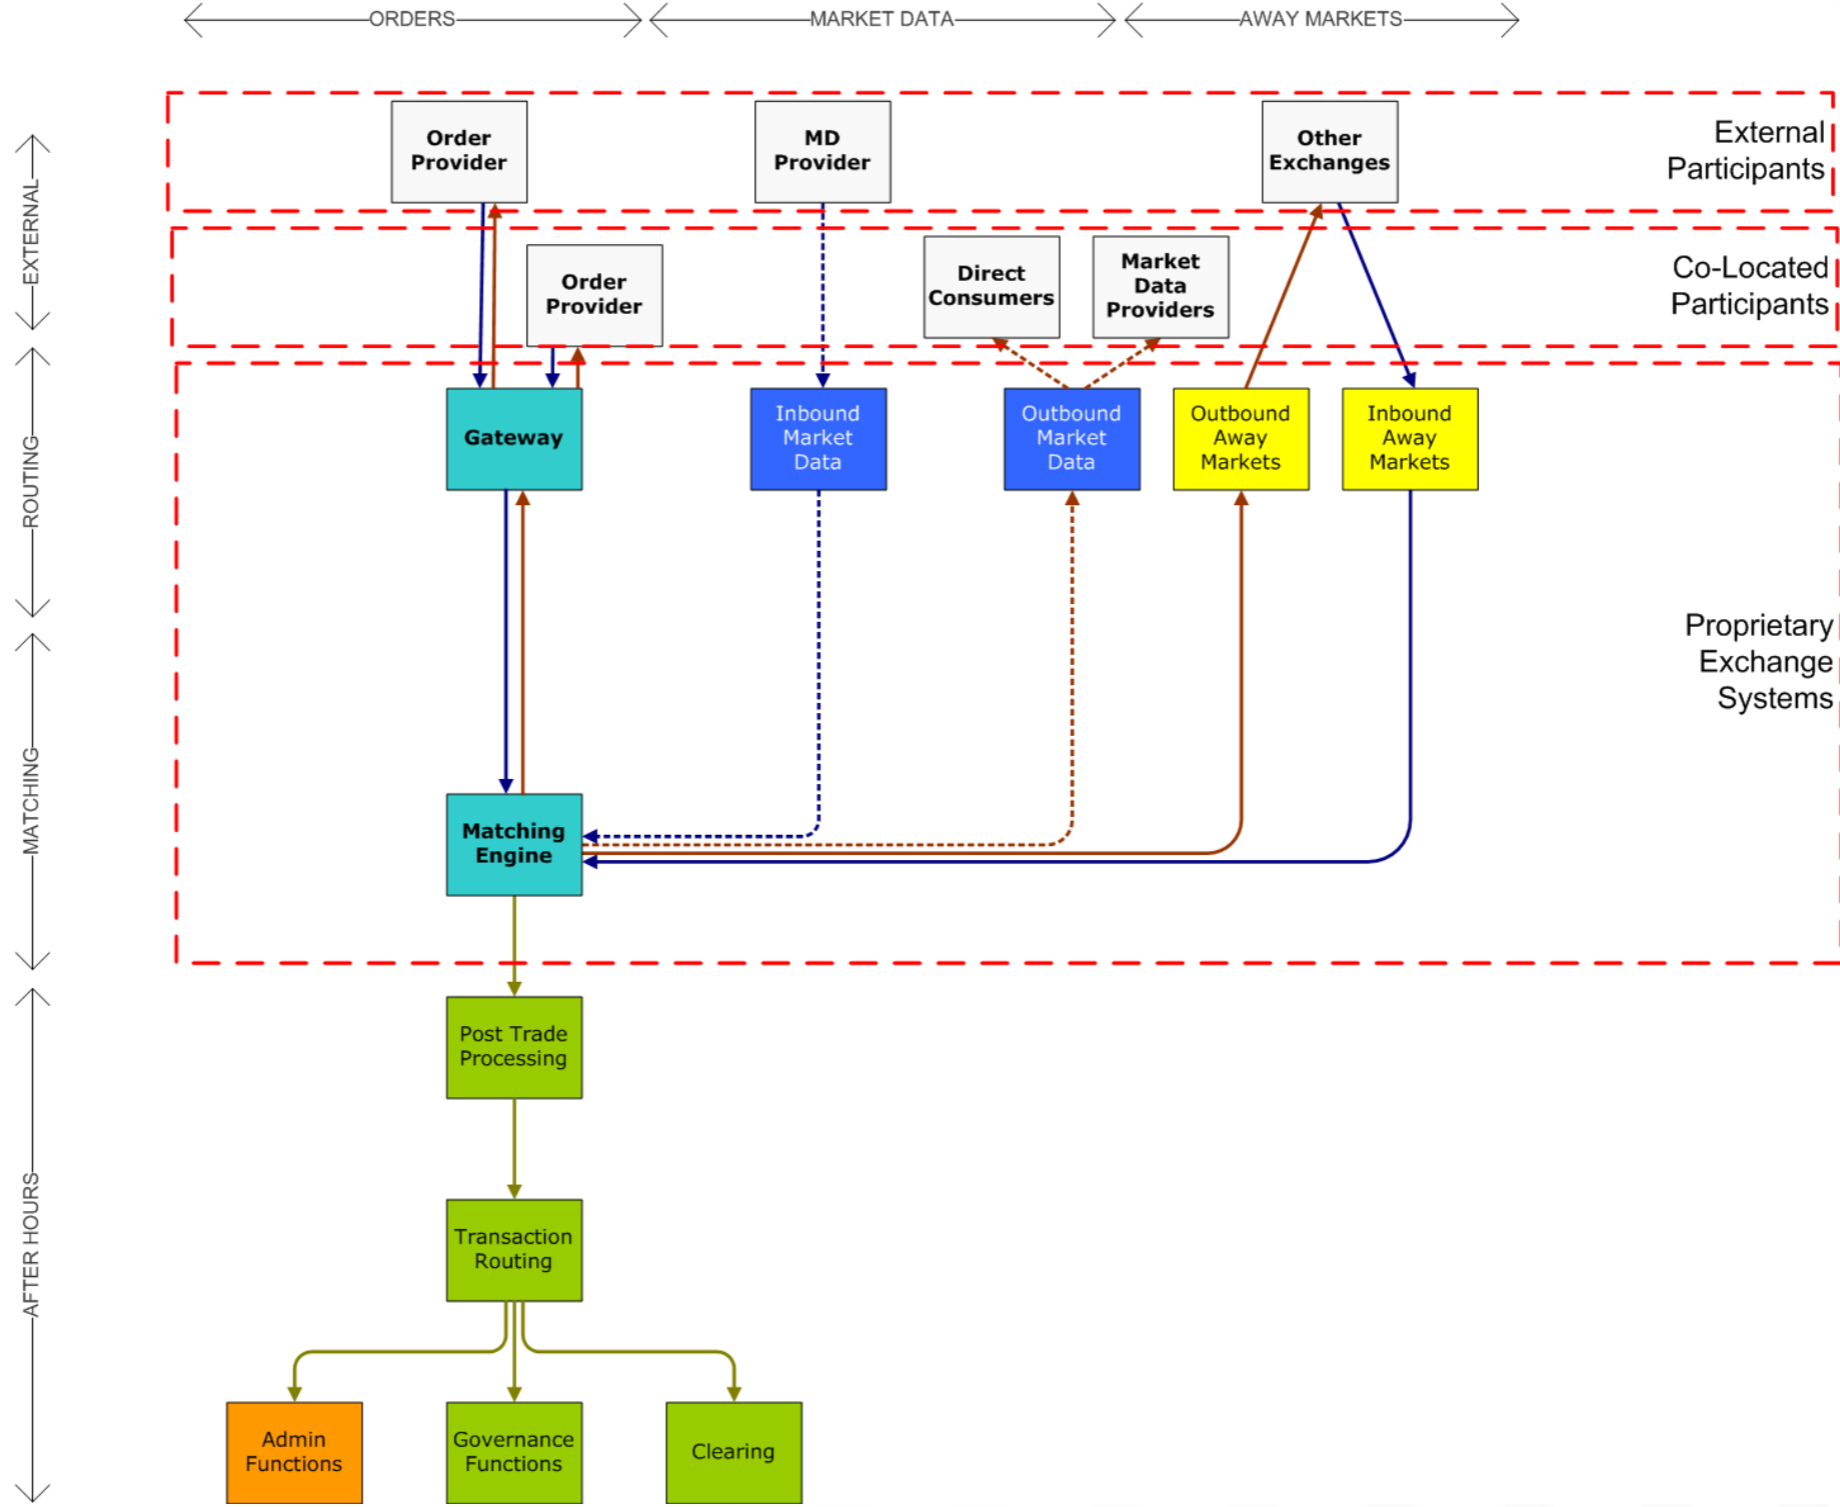 ORDERS
MARKET DATA
AWAY MARKETS
EXTERNAL
ROUTING
MATCHING
AFTER HOURS
Order
Provider
MD
Provider
Other
Exchanges
External
Participants
Order
Provider
Direct
Consumers
Market
Data
Providers
Co-Located
Participants
Gateway
Inbound
Market
Data
Outbound
Market
Data
Outbound
Away
Markets
Inbound
Away
Markets
Proprietary
Exchange
Systems
Matching
Engine
Post Trade
Processing
Transaction
Routing
Admin
Functions
Governance
Functions
Clearing